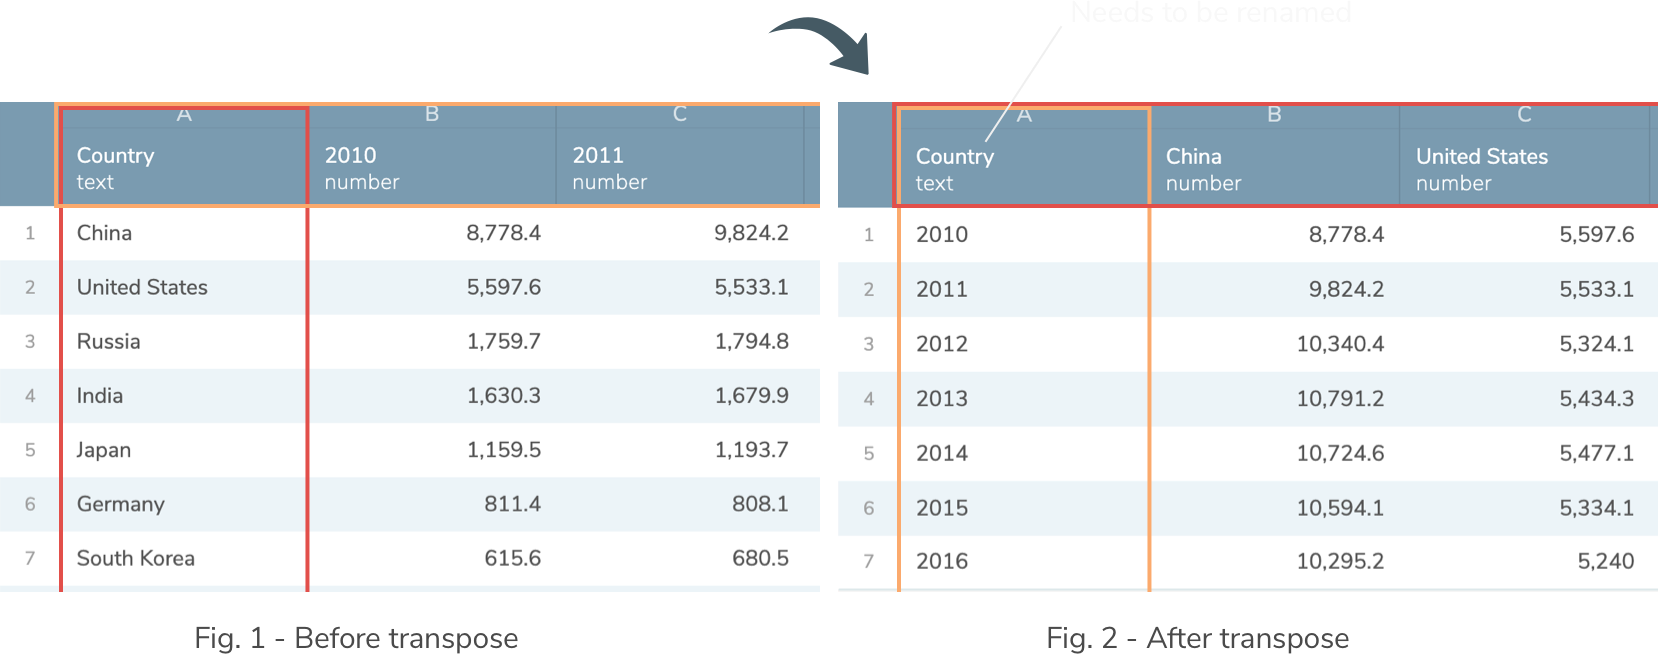 Needs to be renamed
A B C
Country 2010 2011
text number number
1 China 8,778.4 9,824.2
2 United States 5,597.6 5,533.1
3 Russia 1,759.7 1,794.8
4 India 1,630.3 1,679.9
5 Japan 1,159.5 1,193.7
6 Germany 811.4 808.1
7 South Korea 615.6 680.5
Fig. 1 - Before transpose
A B C
Country China United States
text number number
1 2010 8,778.4 5,597.6
2 2011 9,824.2 5,533.1
3 2012 10,340.4 5,324.1
4 2013 10,791.2 5,434.3
5 2014 10,724.6 5,477.1
6 2015 10,594.1 5,334.1
7 2016 10,295.2 5,240
Fig. 2 - After transpose